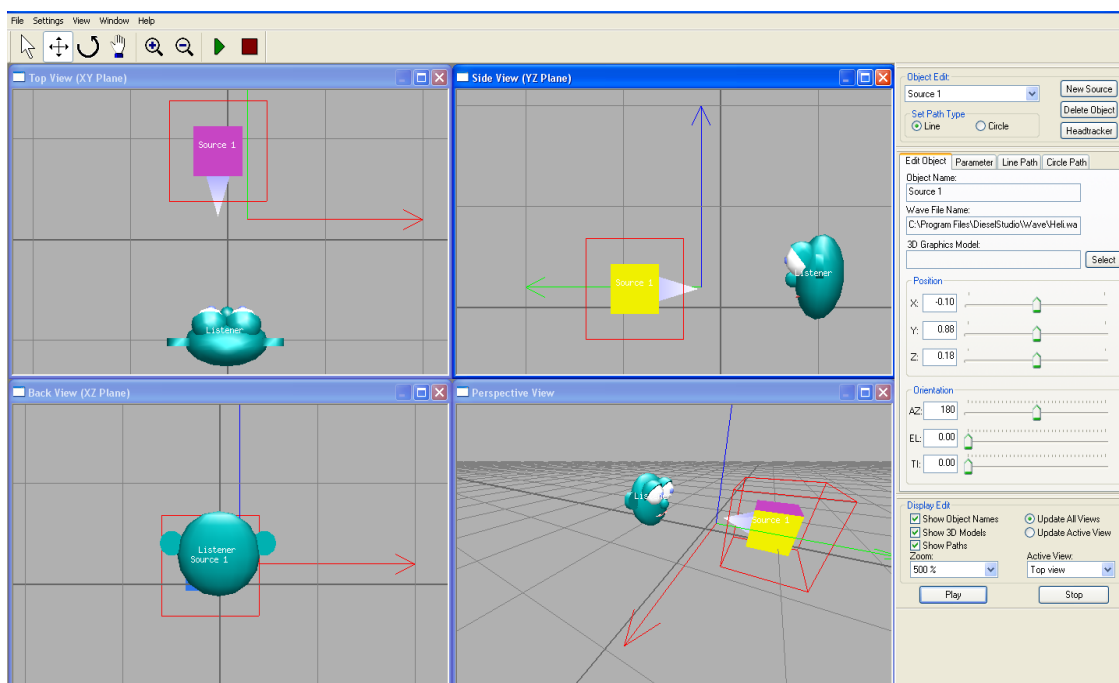 File Settings View Window Help
Top View (XY Plane)
Source 1
Listener
Side View (YZ Plane)
Source 1
Listener
Back View (XZ Plane)
Listener
Source 1
Perspective View
Listener
Source 1
Object Edit:
Source 1
New Source
Delete Object
Headtracker
Set Path Type
Line Circle
Edit Object Parameter Line Path Circle Path
Object Name:
Source 1
Wave File Name:
C:\Program Files\DieselStudio\Wave\Heli.wa
3D Graphics Model:
Select
Position
X: -0.10
Y: 0.88
Z: 0.18
Orientation
AZ: 180
EL: 0.00
TI: 0.00
Display Edit
Show Object Names Update All Views
Show 3D Models Update Active View
Show Paths
Zoom: Active View:
500 % Top view
Play Stop